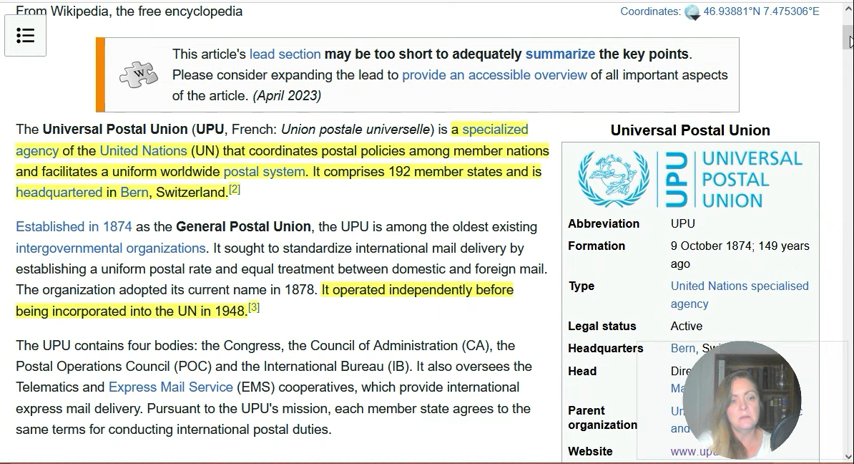 From Wikipedia, the free encyclopedia
Coordinates: 46.93881°N 7.475306°E
This article's lead section may be too short to adequately summarize the key points.
Please consider expanding the lead to provide an accessible overview of all important aspects
of the article. (April 2023)
The Universal Postal Union (UPU, French: Union postale universelle) is a specialized
agency of the United Nations (UN) that coordinates postal policies among member nations
and facilitates a uniform worldwide postal system. It comprises 192 member states and is
headquartered in Bern, Switzerland.[2]
Established in 1874 as the General Postal Union, the UPU is among the oldest existing
intergovernmental organizations. It sought to standardize international mail delivery by
establishing a uniform postal rate and equal treatment between domestic and foreign mail.
The organization adopted its current name in 1878. It operated independently before
being incorporated into the UN in 1948.[3]
The UPU contains four bodies: the Congress, the Council of Administration (CA), the
Postal Operations Council (POC) and the International Bureau (IB). It also oversees the
Telematics and Express Mail Service (EMS) cooperatives, which provide international
express mail delivery. Pursuant to the UPU's mission, each member state agrees to the
same terms for conducting international postal duties.
Universal Postal Union
UPU
UNIVERSAL
POSTAL
UNION
Abbreviation UPU
Formation 9 October 1874; 149 years
ago
Type United Nations specialised
agency
Legal status Active
Headquarters Bern,
Head
Parent
organization
and
Website